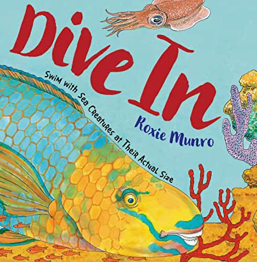 Dive In
Swim with Sea Creatures at Their Actual Size
Roxie Munro